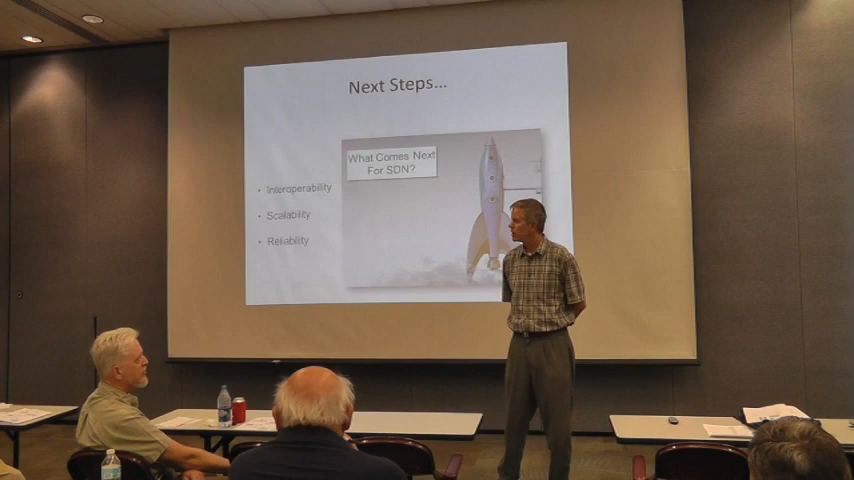 Next Steps...
What Comes Next
For SDN?
• Interoperability
• Scalability
• Reliability